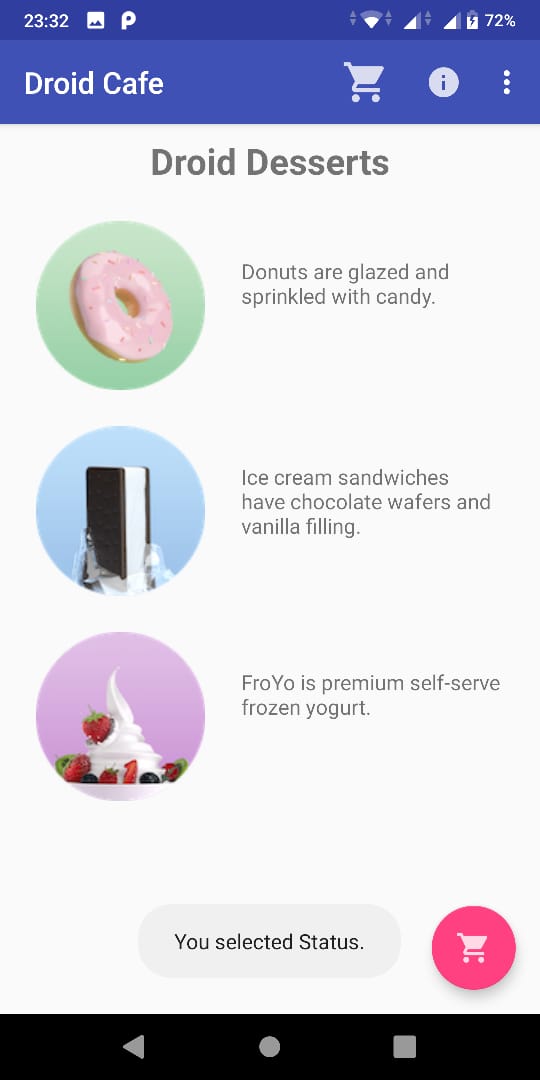 23:32
72%
Droid Cafe
Droid Desserts
Donuts are glazed and
sprinkled with candy.
Ice cream sandwiches
have chocolate wafers and
vanilla filling.
FroYo is premium self-serve
frozen yogurt.
You selected Status.